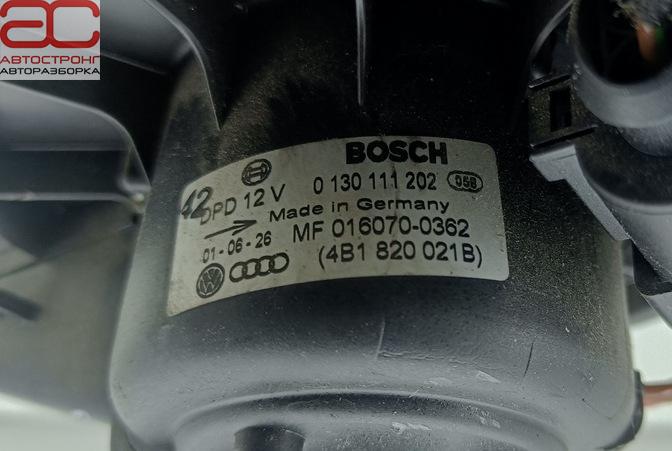 АС
АВТОСТРОНГ
АВТОРАЗБОРКА
BOSCH
42
DPD 12 V 0 130 111 202 058
Made in Germany
01-06-26 MF 016070-0362
(4B1 820 021B)